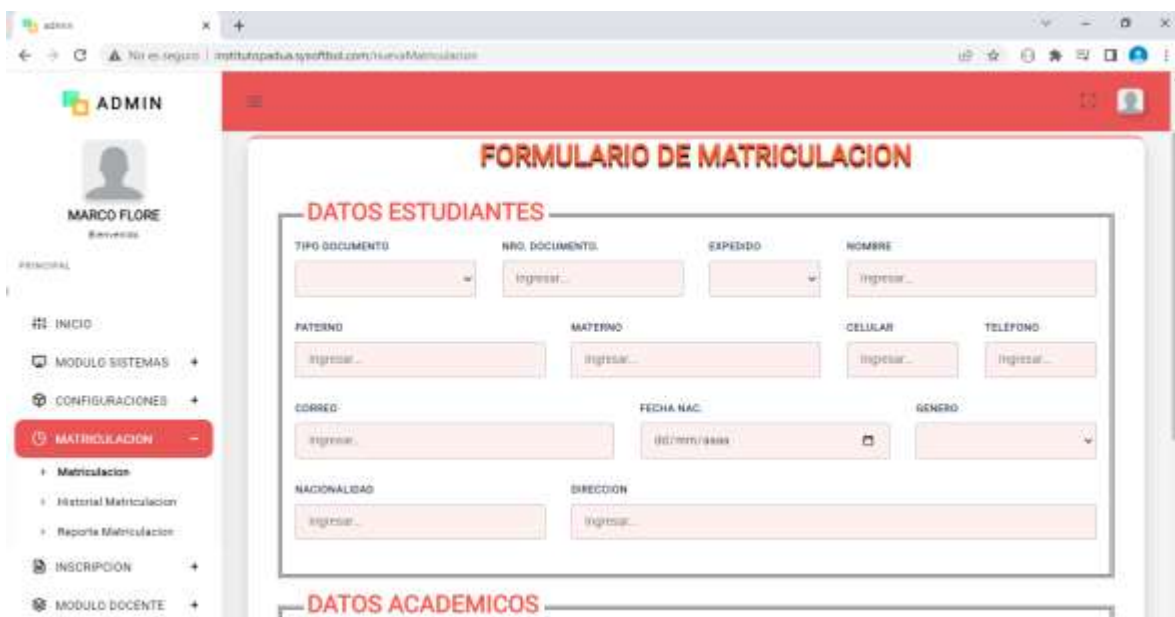 admin
No es seguro | institutopadua.sysoftbol.com/nuevaMatriculacion
ADMIN
MARCO FLORE
Bienvenido
PRINCIPAL
INICIO
MODULO SISTEMAS +
CONFIGURACIONES +
MATRICULACION −
Matriculacion
Historial Matriculacion
Reporte Matriculacion
INSCRIPCION +
MODULO DOCENTE +
FORMULARIO DE MATRICULACION
DATOS ESTUDIANTES
TIPO DOCUMENTO NRO. DOCUMENTO. EXPEDIDO NOMBRE
Ingresar... Ingresar...
PATERNO MATERNO CELULAR TELEFONO
Ingresar... Ingresar... Ingresar... Ingresar...
CORREO FECHA NAC. GENERO
Ingresar... dd/mm/aaaa
NACIONALIDAD DIRECCION
Ingresar... Ingresar...
DATOS ACADEMICOS